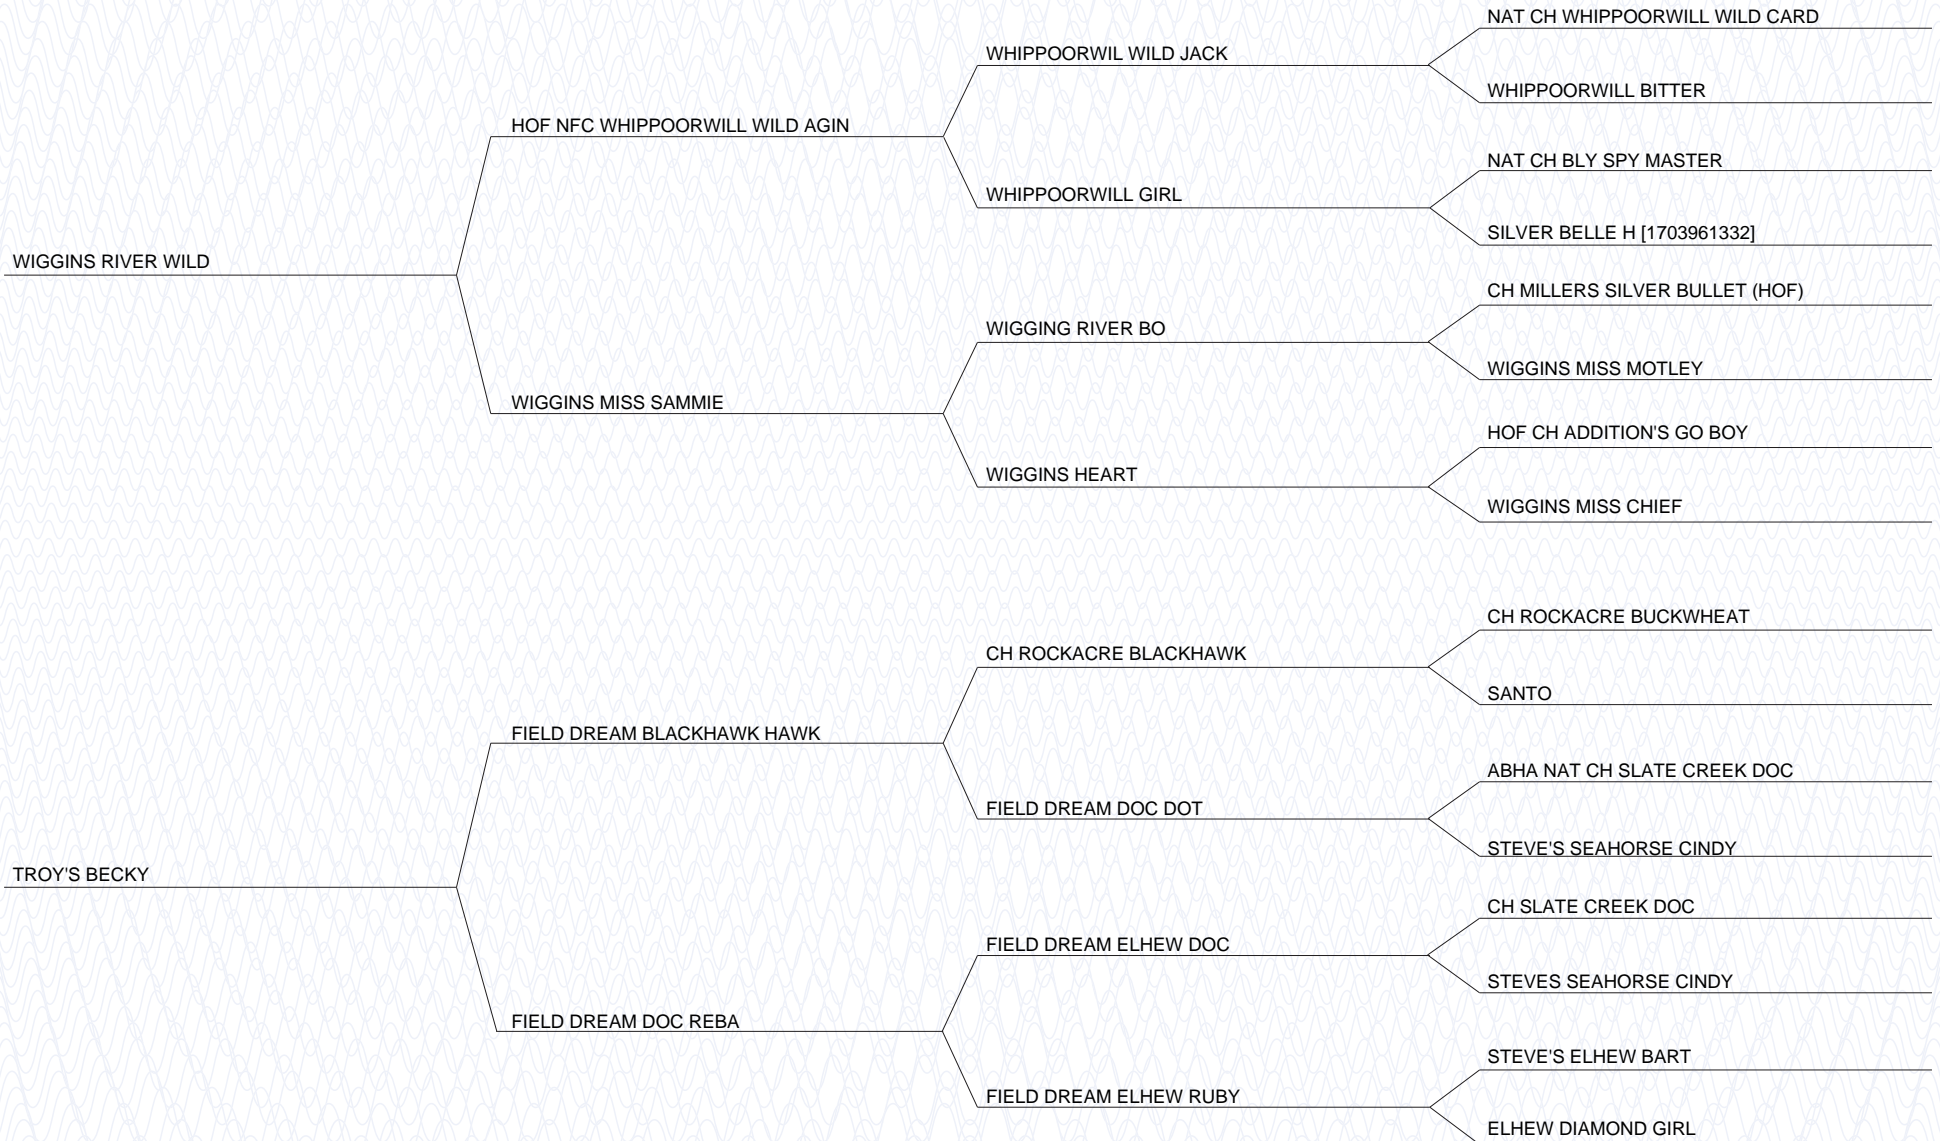 NAT CH WHIPPOORWILL WILD CARD
WHIPPOORWIL WILD JACK
WHIPPOORWILL BITTER
HOF NFC WHIPPOORWILL WILD AGIN
NAT CH BLY SPY MASTER
WHIPPOORWILL GIRL
SILVER BELLE H [1703961332]
WIGGINS RIVER WILD
CH MILLERS SILVER BULLET (HOF)
WIGGING RIVER BO
WIGGINS MISS MOTLEY
WIGGINS MISS SAMMIE
HOF CH ADDITION'S GO BOY
WIGGINS HEART
WIGGINS MISS CHIEF
CH ROCKACRE BUCKWHEAT
CH ROCKACRE BLACKHAWK
SANTO
FIELD DREAM BLACKHAWK HAWK
ABHA NAT CH SLATE CREEK DOC
FIELD DREAM DOC DOT
STEVE'S SEAHORSE CINDY
TROY'S BECKY
CH SLATE CREEK DOC
FIELD DREAM ELHEW DOC
STEVES SEAHORSE CINDY
FIELD DREAM DOC REBA
STEVE'S ELHEW BART
FIELD DREAM ELHEW RUBY
ELHEW DIAMOND GIRL